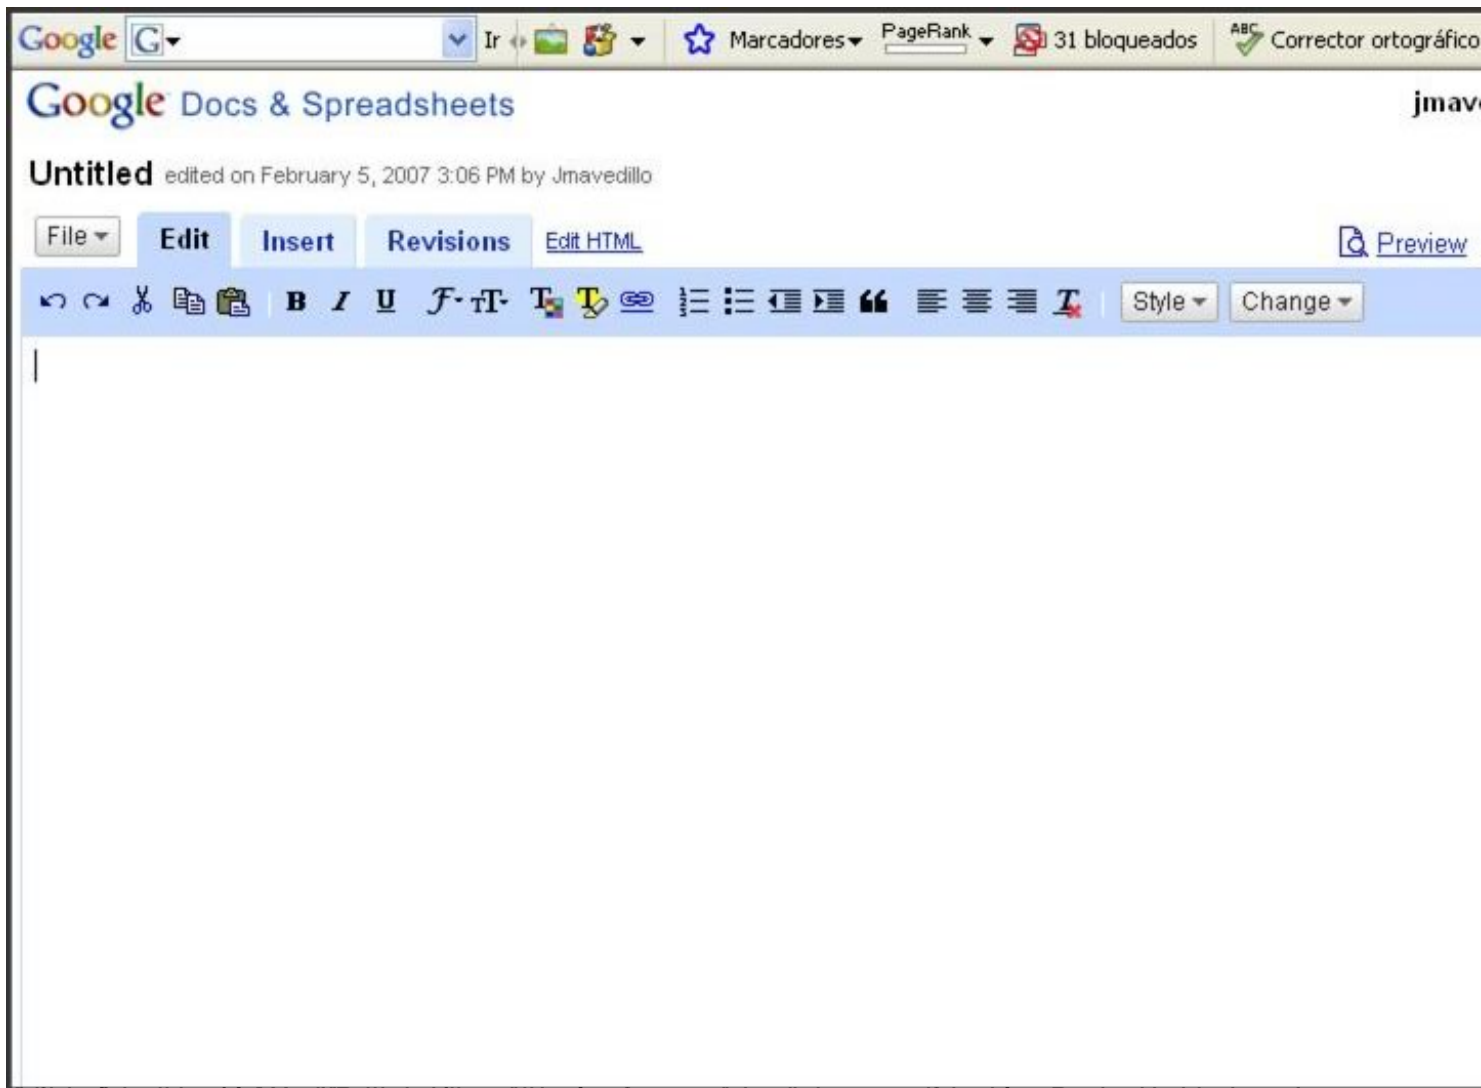 Google G Ir Marcadores PageRank 31 bloqueados ABC Corrector ortográfico
Google Docs & Spreadsheets
Untitled edited on February 5, 2007 3:06 PM by Jmavedillo
File Edit Insert Revisions Edit HTML Preview
B I U F TT T T T Style Change